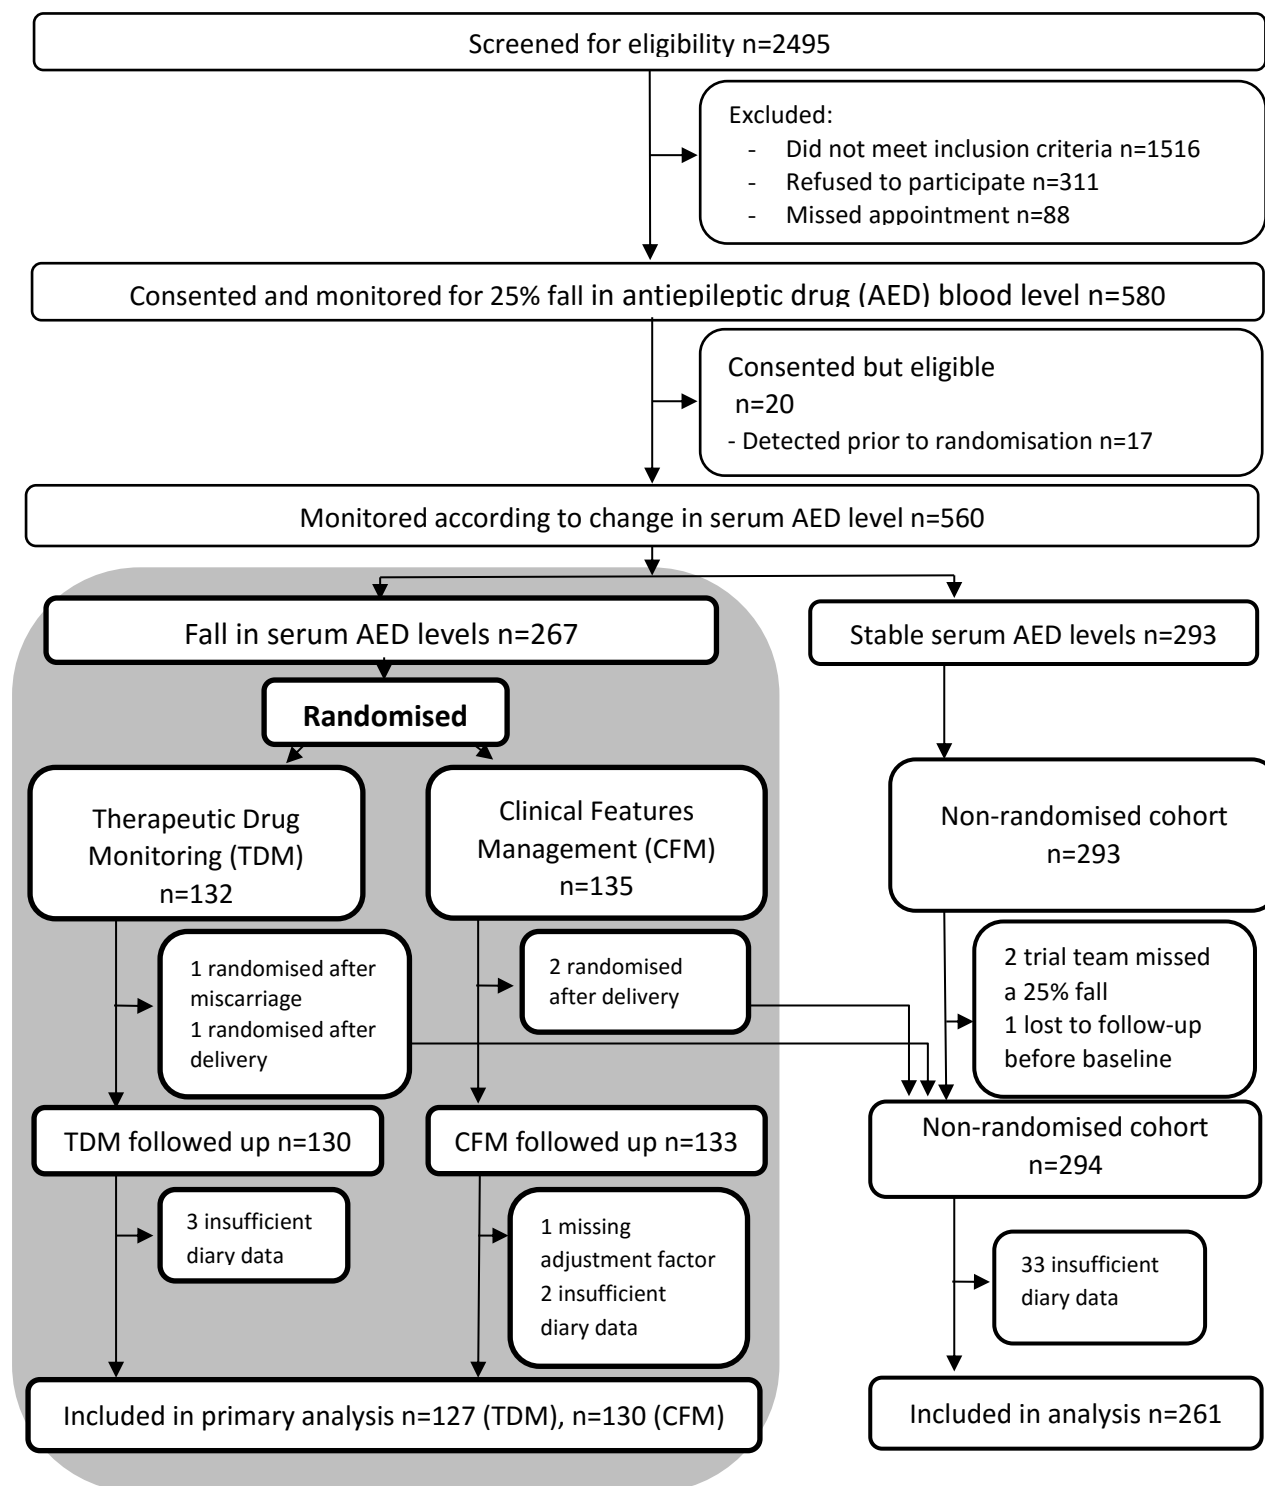 Screened for eligibility n=2495
Excluded:
- Did not meet inclusion criteria n=1516
- Refused to participate n=311
- Missed appointment n=88
Consented and monitored for 25% fall in antiepileptic drug (AED) blood level n=580
Consented but eligible
n=20
- Detected prior to randomisation n=17
Monitored according to change in serum AED level n=560
Fall in serum AED levels n=267
Stable serum AED levels n=293
Randomised
Therapeutic Drug
Monitoring (TDM)
n=132
Clinical Features
Management (CFM)
n=135
Non-randomised cohort
n=293
1 randomised after
miscarriage
1 randomised after
delivery
2 randomised
after delivery
2 trial team missed
a 25% fall
1 lost to follow-up
before baseline
TDM followed up n=130
CFM followed up n=133
Non-randomised cohort
n=294
3 insufficient
diary data
1 missing
adjustment factor
2 insufficient
diary data
33 insufficient
diary data
Included in primary analysis n=127 (TDM), n=130 (CFM)
Included in analysis n=261